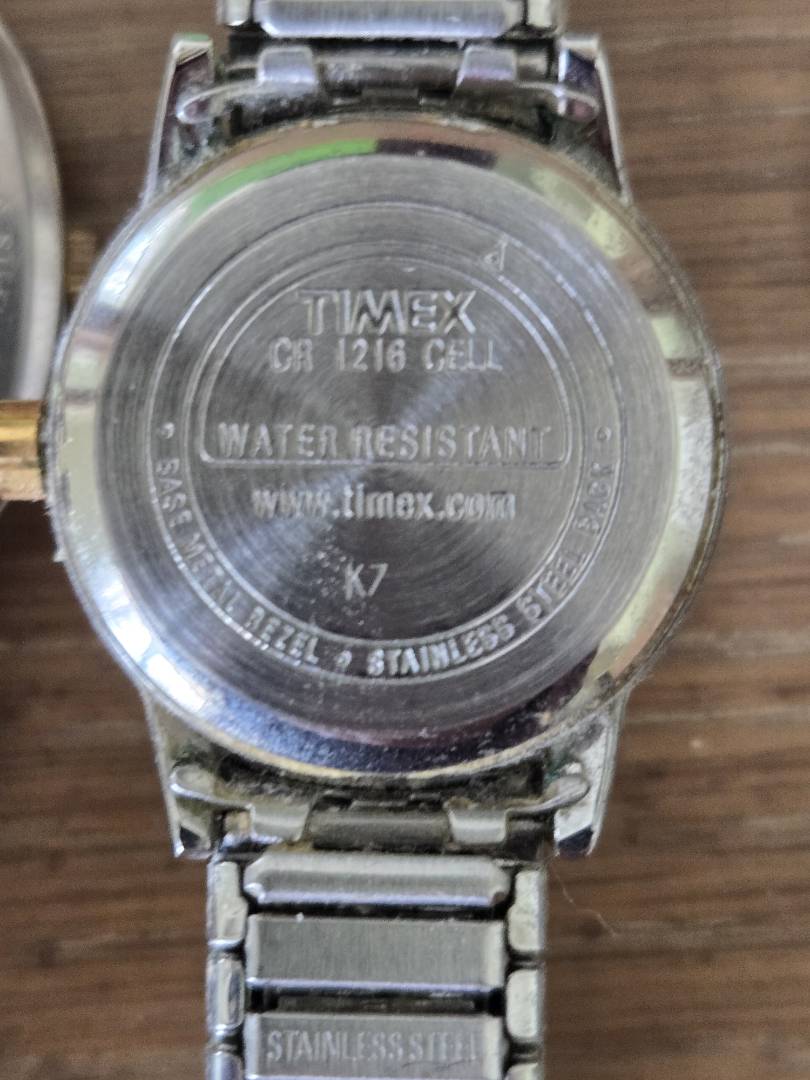 TIMEX
CR 1216 CELL
WATER RESISTANT
www.timex.com
K7
BASE METAL BEZEL • STAINLESS STEEL BACK
STAINLESS STEEL